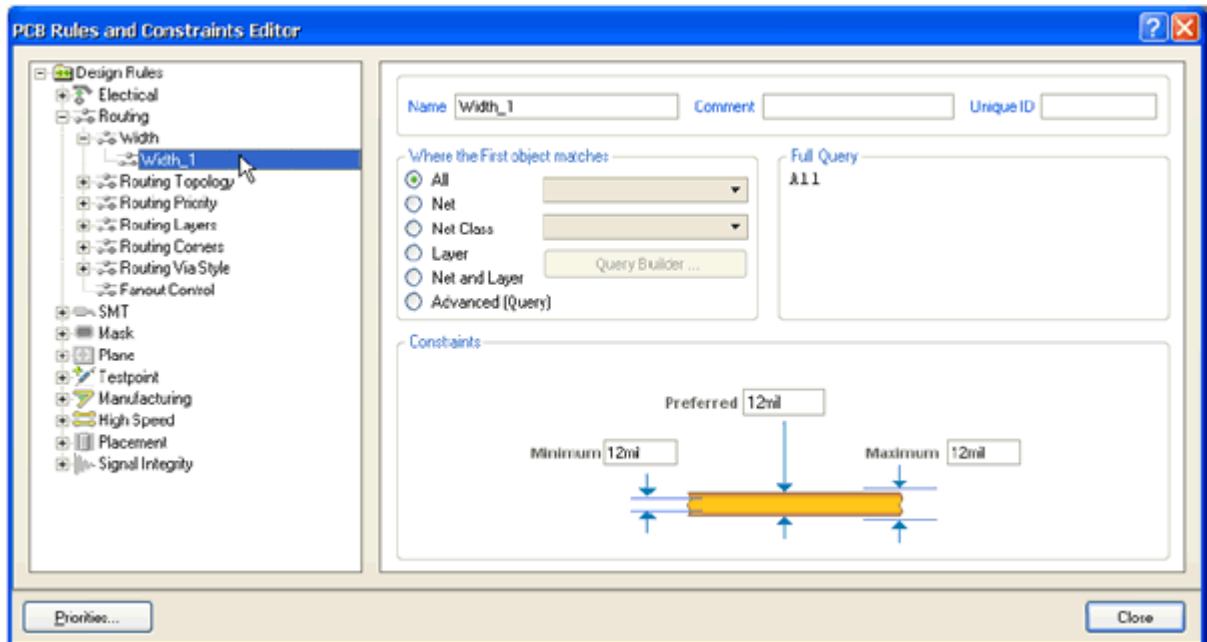 PCB Rules and Constraints Editor
Design Rules
Electical
Routing
Width
Width_1
Routing Topology
Routing Priority
Routing Layers
Routing Corners
Routing Via Style
Fanout Control
SMT
Mask
Plane
Testpoint
Manufacturing
High Speed
Placement
Signal Integrity
Name Width_1 Comment Unique ID
Where the First object matches
All
Net
Net Class
Layer
Net and Layer
Advanced (Query)
Query Builder ...
Full Query
All
Constraints
Preferred 12mil
Minimum 12mil Maximum 12mil
Priorities... Close